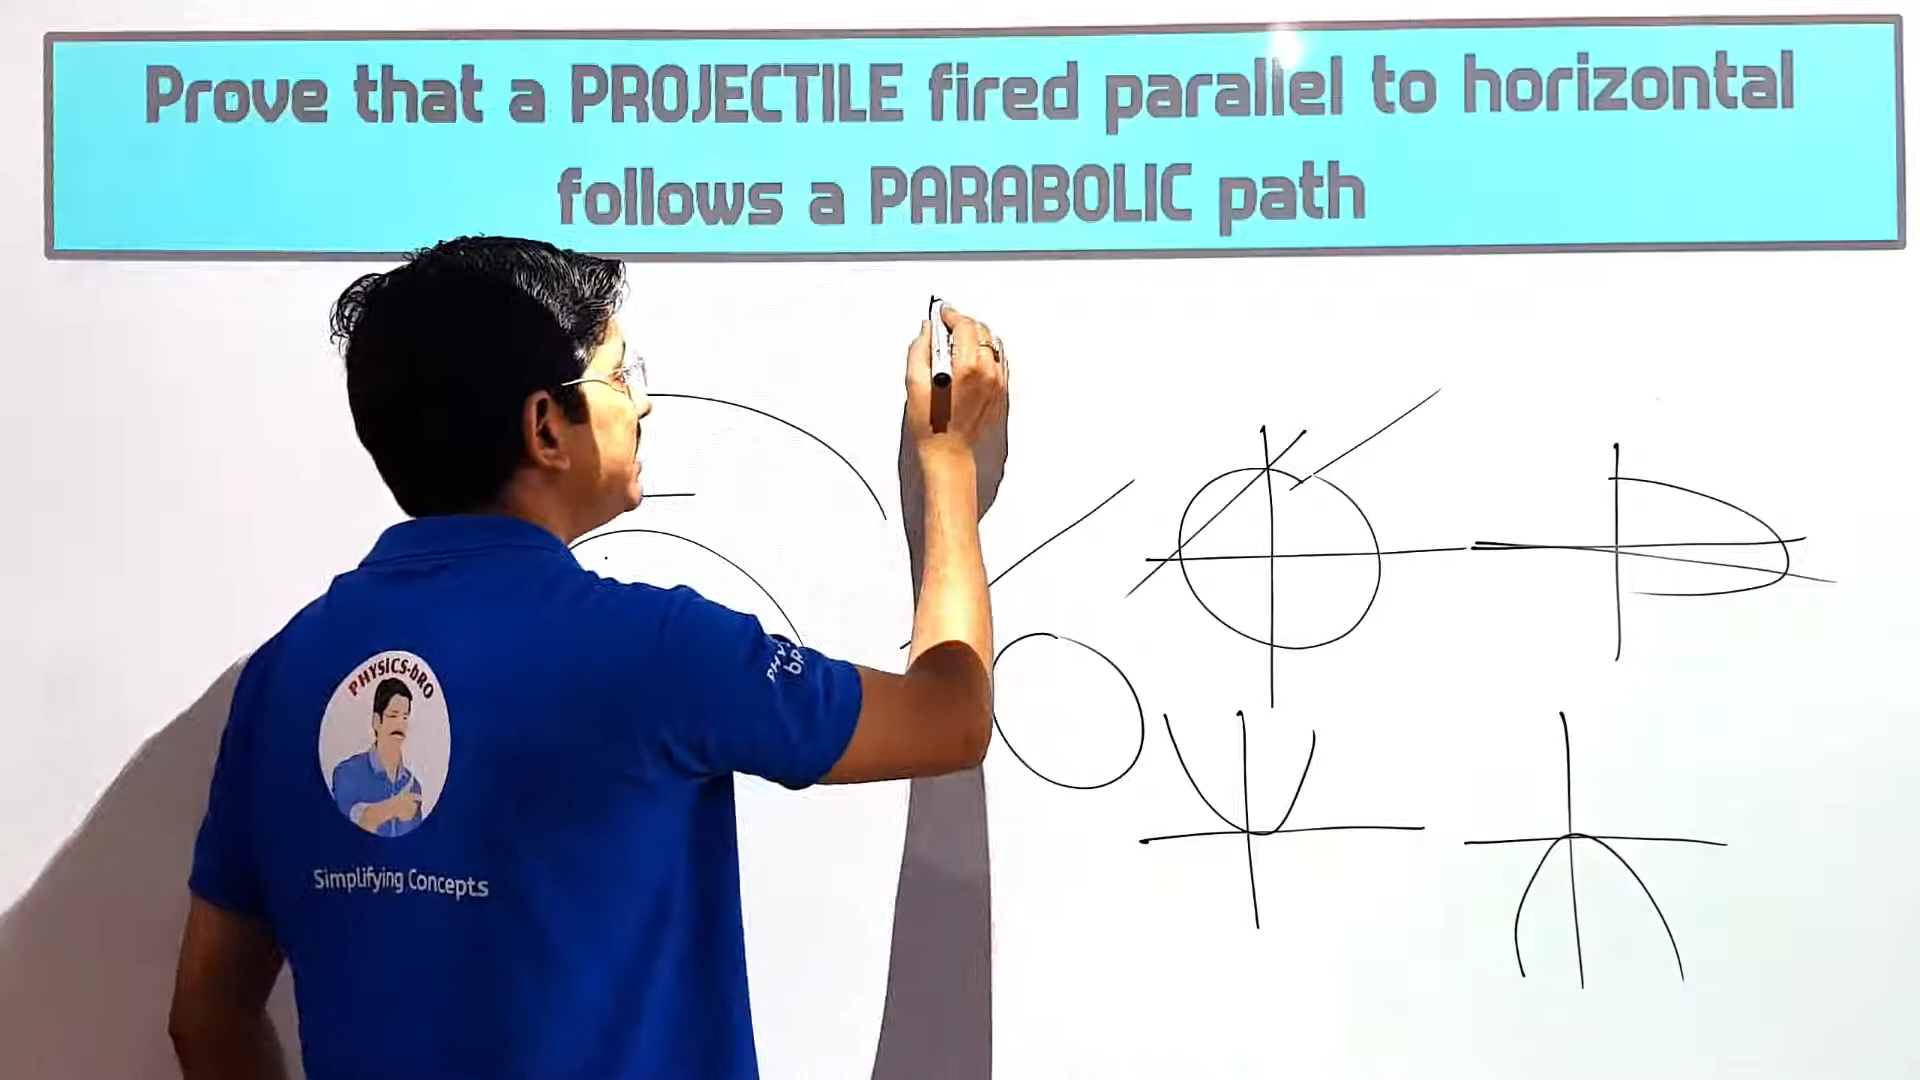 Prove that a PROJECTILE fired parallel to horizontal
follows a PARABOLIC path
PHYSICS-bRO
Simplifying Concepts